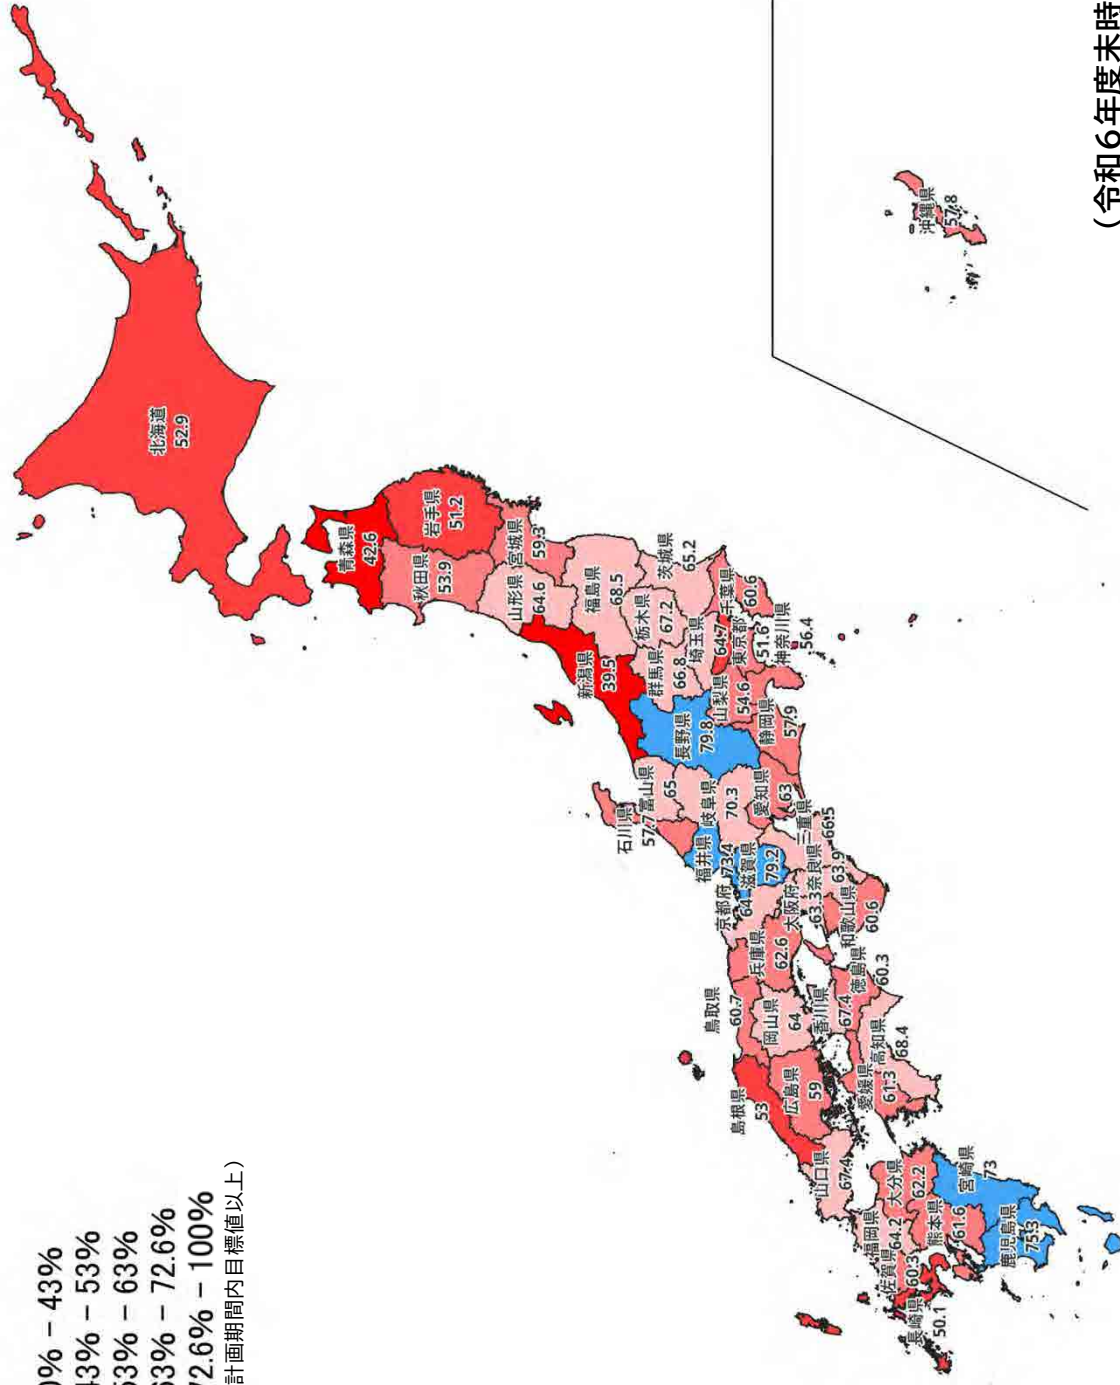 0% – 43%
43% – 53%
53% – 63%
63% – 72.6%
72.6% – 100%
計画期間内目標値以上）
北海道
52.9
青森県
42.6
岩手県
51.2
秋田県
53.9
宮城県
59.3
山形県
64.6
福島県
68.5
茨城県
65.2
栃木県
67.2
群馬県
66.8
埼玉県
64.7
千葉県
60.6
東京都
51.6
神奈川県
56.4
新潟県
39.5
富山県
65
石川県
57.7
福井県
73.4
山梨県
54.6
長野県
79.8
岐阜県
70.3
静岡県
57.9
愛知県
63
三重県
66.5
滋賀県
79.2
京都府
64
大阪府
63.3
兵庫県
62.6
奈良県
63.9
和歌山県
60.6
鳥取県
60.7
島根県
53
岡山県
64
広島県
59
山口県
67.4
徳島県
60.3
香川県
67.4
愛媛県
61.3
高知県
68.4
福岡県
64.2
佐賀県
60.3
長崎県
50.1
熊本県
61.6
大分県
62.2
宮崎県
73
鹿児島県
75.3
沖縄県
57.8
（令和6年度末時